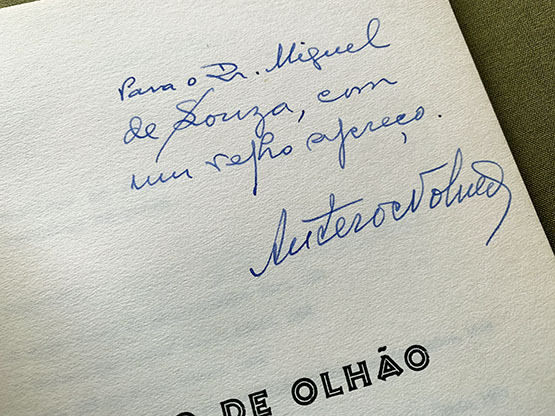 Para o Dr. Miguel
de Souza, com
um velho apreço.
Antero Nobre
O DE OLHÃO